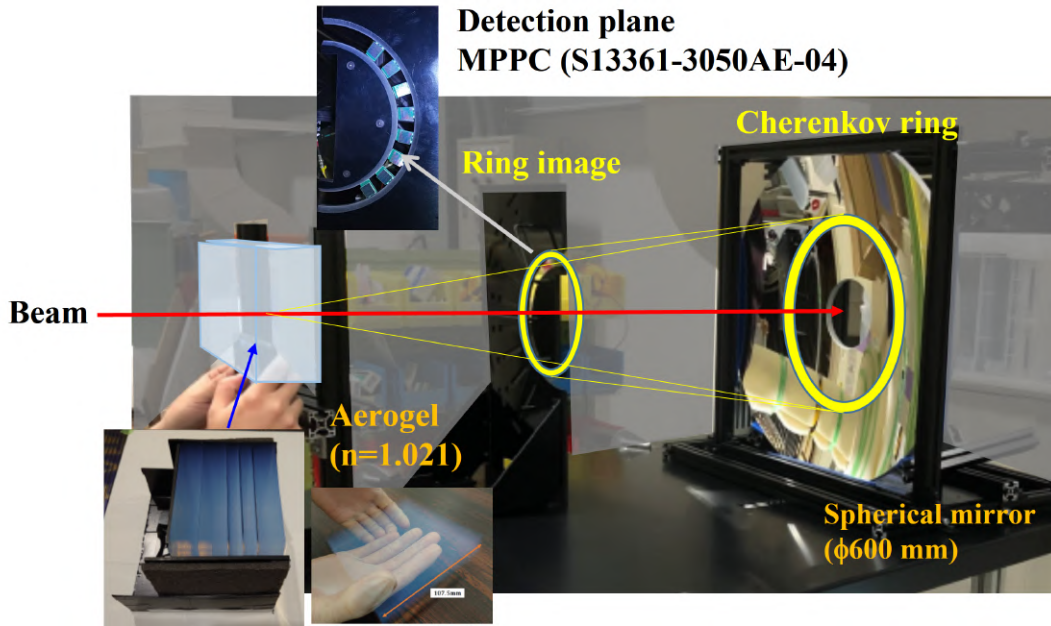 Detection plane
MPPC (S13361-3050AE-04)
Cherenkov ring
Ring image
Beam
Aerogel
(n=1.021)
Spherical mirror
(ϕ600 mm)
107.5mm